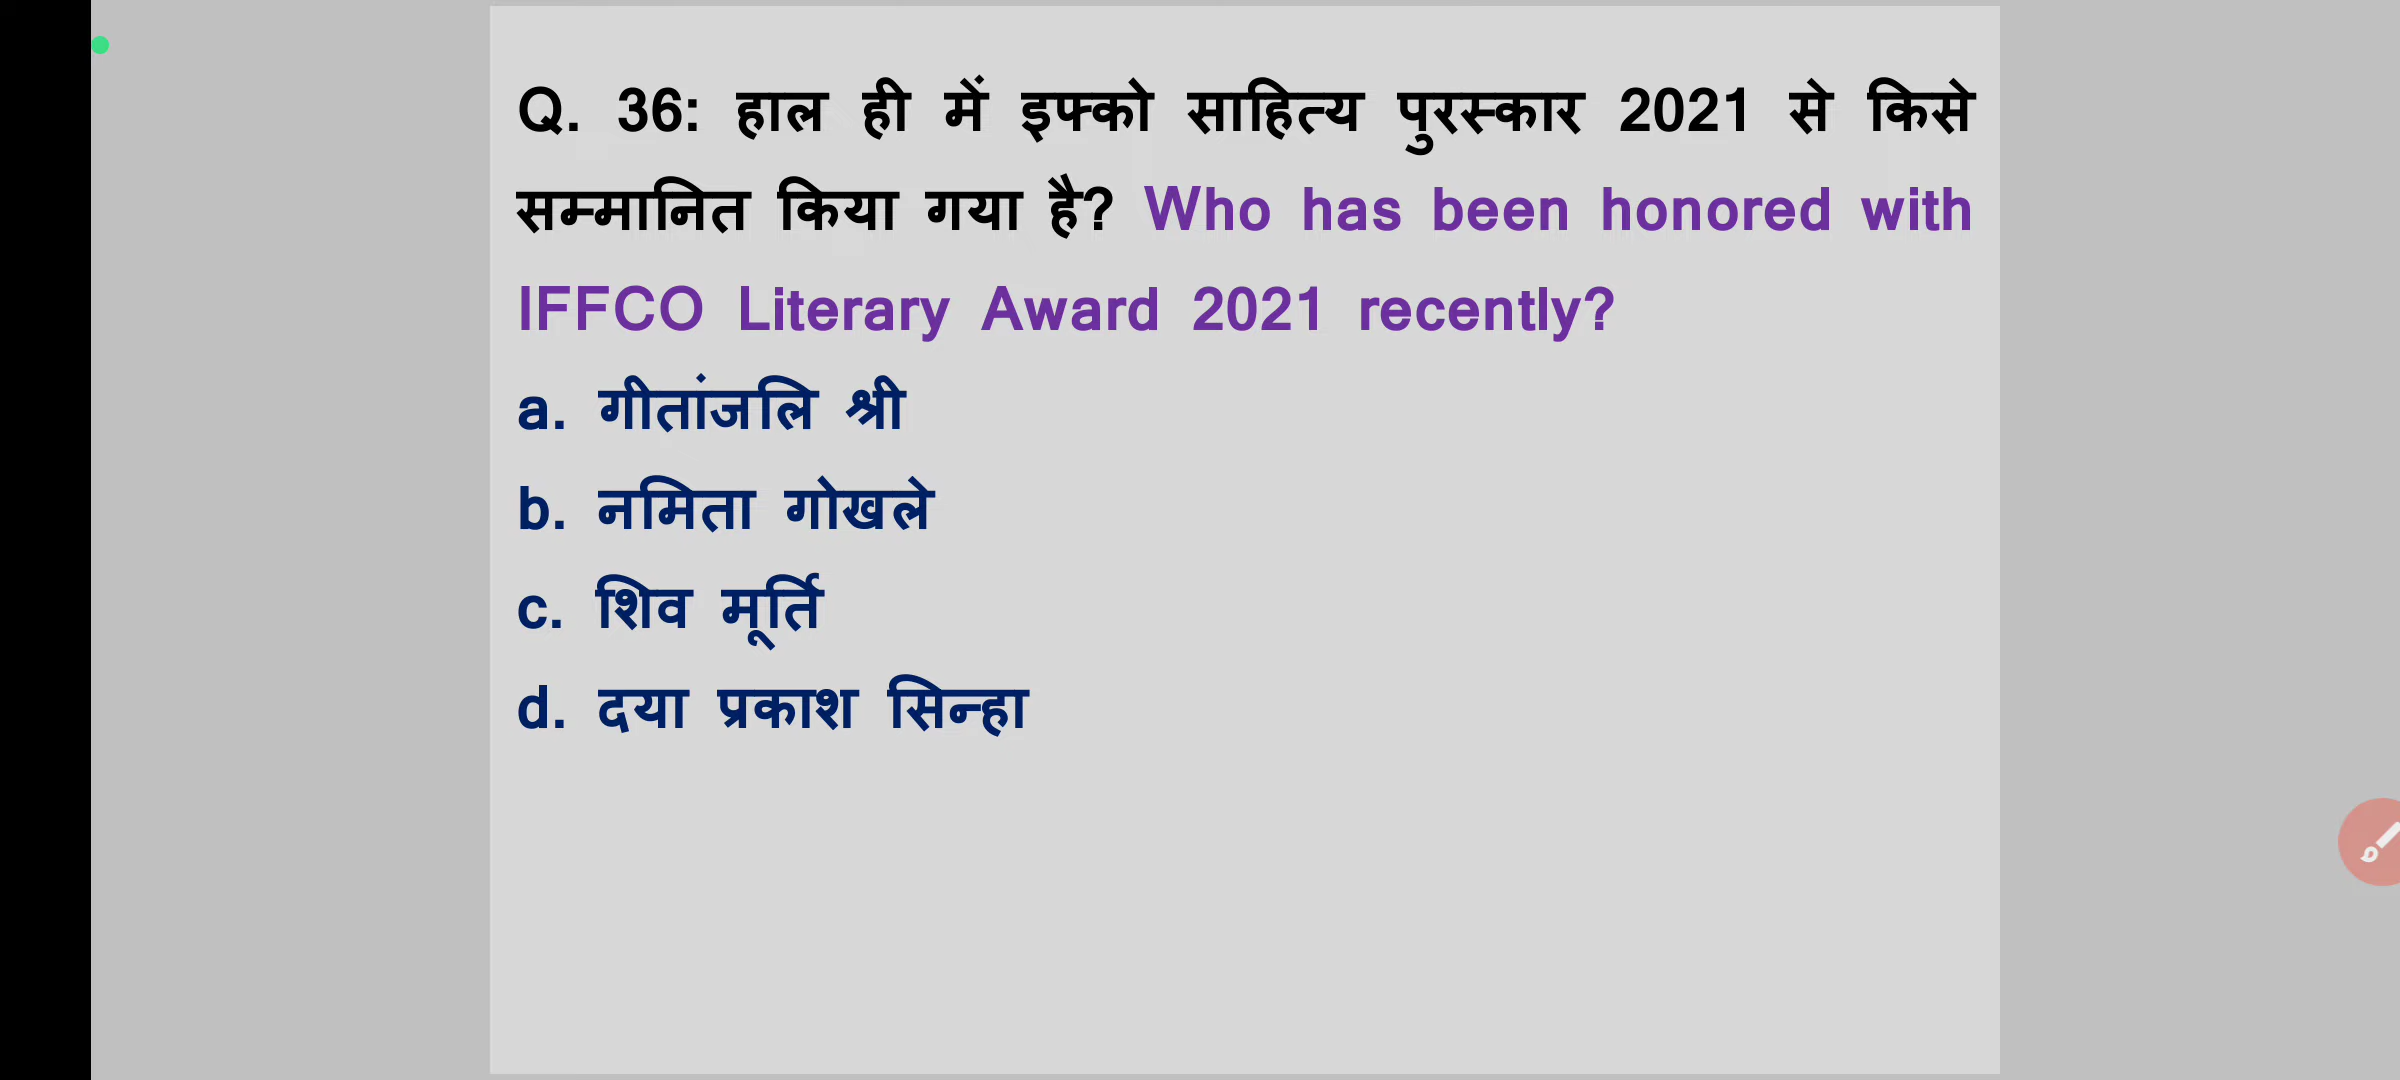 Q. 36: हाल ही में इफ्को साहित्य पुरस्कार 2021 से किसे
सम्मानित किया गया है? Who has been honored with
IFFCO Literary Award 2021 recently?
a. गीतांजलि श्री
b. नमिता गोखले
c. शिव मूर्ति
d. दया प्रकाश सिन्हा